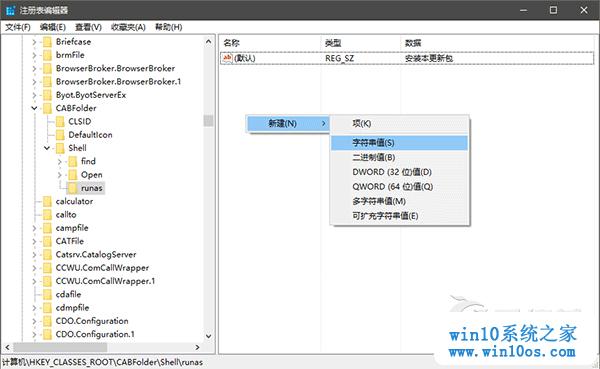 注册表编辑器
文件(F) 编辑(E) 查看(V) 收藏夹(A) 帮助(H)
Briefcase
brmFile
BrowserBroker.BrowserBroker
BrowserBroker.BrowserBroker.1
Byot.ByotServerEx
CABFolder
CLSID
DefaultIcon
Shell
find
Open
runas
calculator
callto
campfile
CATFile
Catsrv.CatalogServer
CCWU.ComCallWrapper
CCWU.ComCallWrapper.1
cdafile
cdmpfile
CDO.Configuration
CDO.Configuration.1
名称 类型 数据
ab (默认) REG_SZ 安装本更新包
新建(N)
项(K)
字符串值(S)
二进制值(B)
DWORD (32 位)值(D)
QWORD (64 位)值(Q)
多字符串值(M)
可扩充字符串值(E)
计算机\HKEY_CLASSES_ROOT\CABFolder\Shell\runas
win10系统之家
www.win10os.com